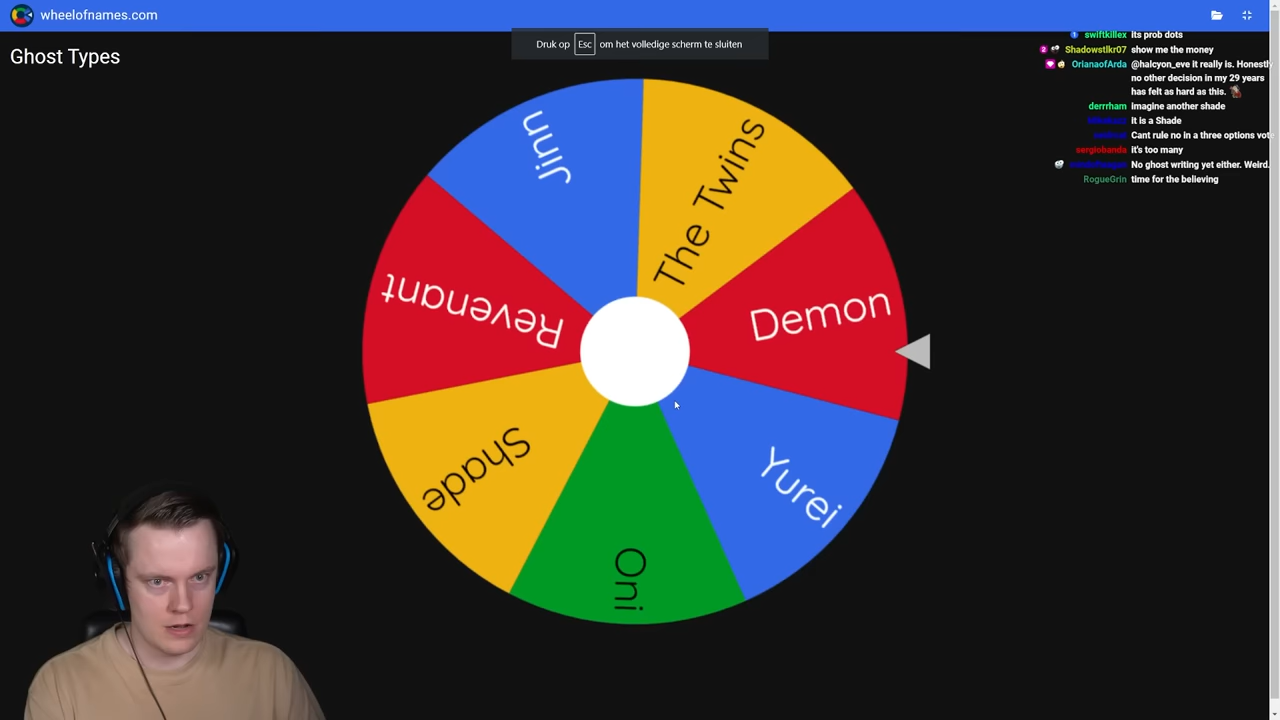 wheelofnames.com
Druk op Esc om het volledige scherm te sluiten
Ghost Types
swiftkillex its prob dots
Shadowstlkr07 show me the money
OrianaofArda @halcyon_eve it really is. Honestly
no other decision in my 29 years
has felt as hard as this.
derrham imagine another shade
it is a Shade
Cant rule no in a three options vot
sergiobands it's too many
No ghost writing yet either. Weird.
RogueGrin time for the believing
Jinn
The Twins
Demon
Revenant
Shade
Yurei
Oni